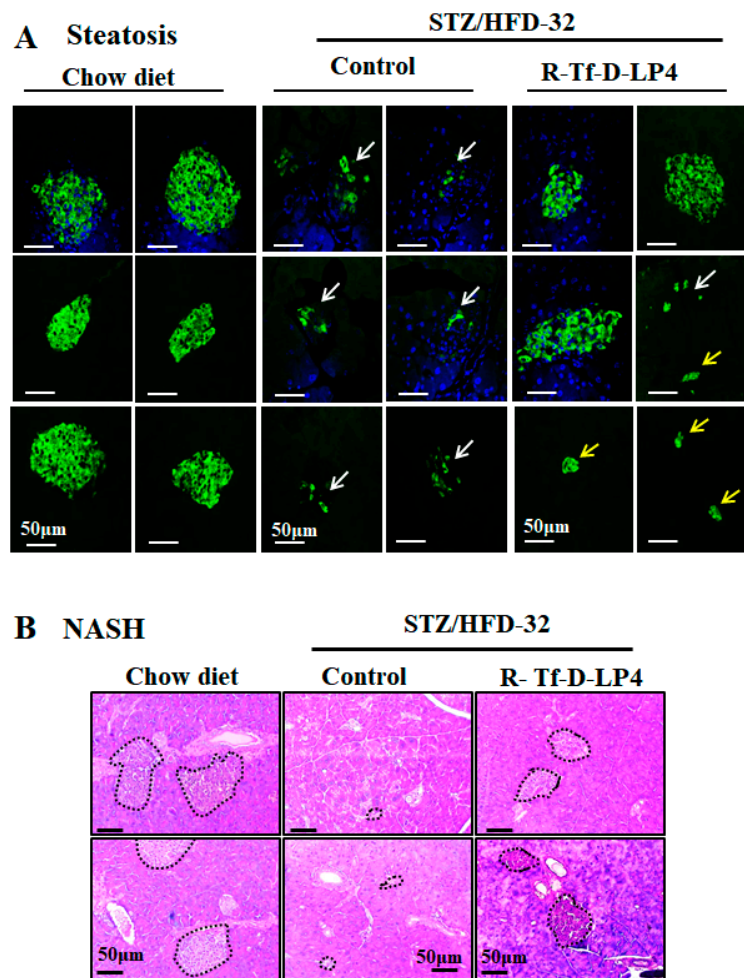 A Steatosis
STZ/HFD-32
Chow diet
Control
R-Tf-D-LP4
50µm
50µm
50µm
B NASH
STZ/HFD-32
Chow diet
Control
R- Tf-D-LP4
50µm
50µm
50µm